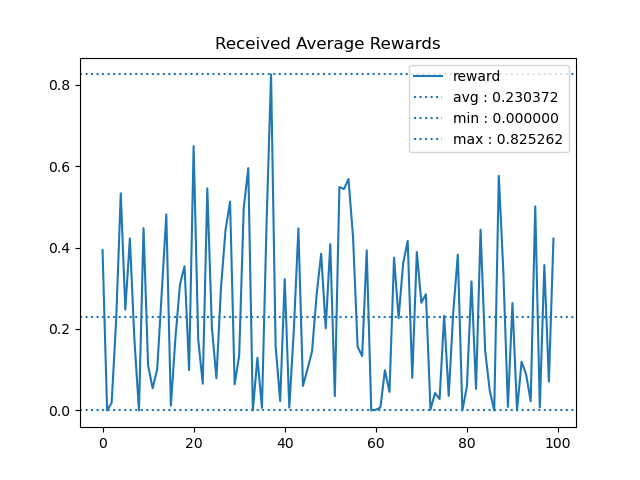 Received Average Rewards
reward
avg : 0.230372
min : 0.000000
max : 0.825262
0.8
0.6
0.4
0.2
0.0
0 20 40 60 80 100